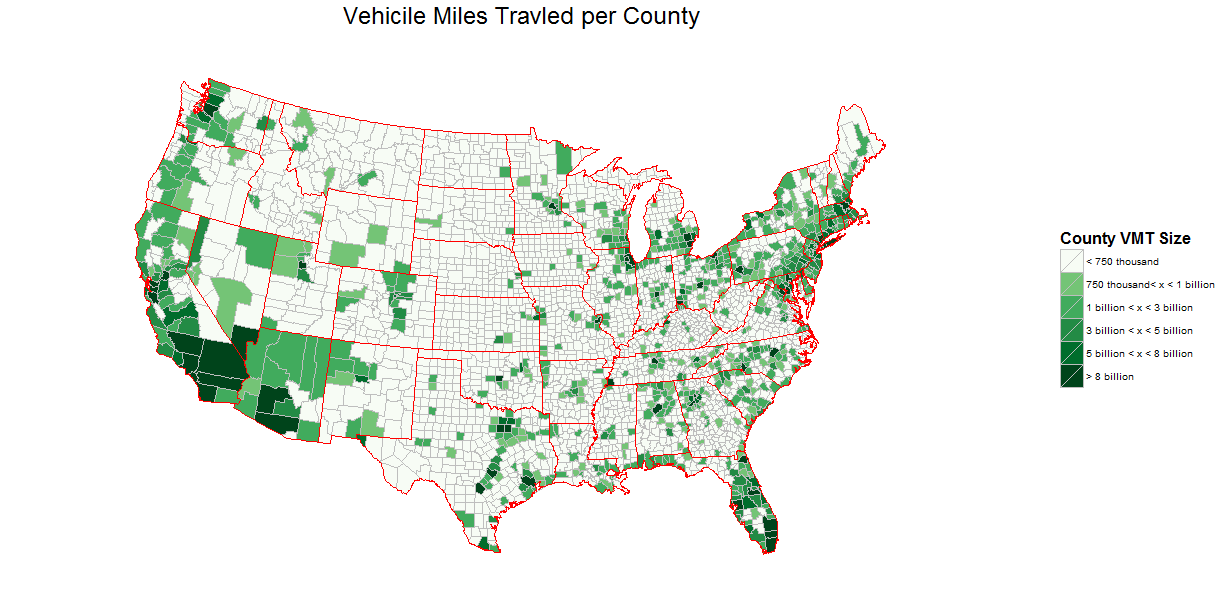 Vehicile Miles Travled per County
County VMT Size
< 750 thousand
750 thousand< x < 1 billion
1 billion < x < 3 billion
3 billion < x < 5 billion
5 billion < x < 8 billion
> 8 billion